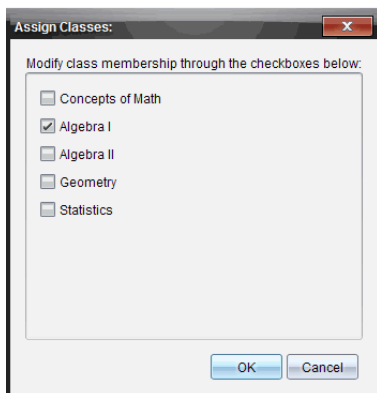 Assign Classes:
Modify class membership through the checkboxes below:
Concepts of Math
Algebra I
Algebra II
Geometry
Statistics
OK Cancel